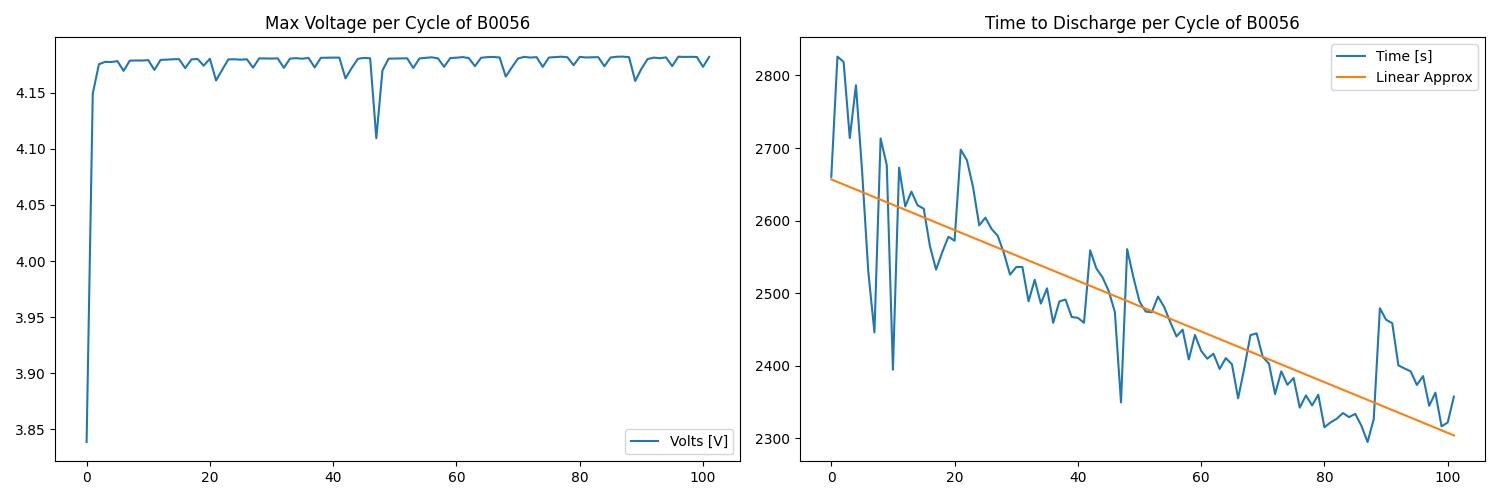 Max Voltage per Cycle of B0056
4.15
4.10
4.05
4.00
3.95
3.90
3.85
0 20 40 60 80 100
Volts [V]
Time to Discharge per Cycle of B0056
2800
2700
2600
2500
2400
2300
0 20 40 60 80 100
Time [s]
Linear Approx